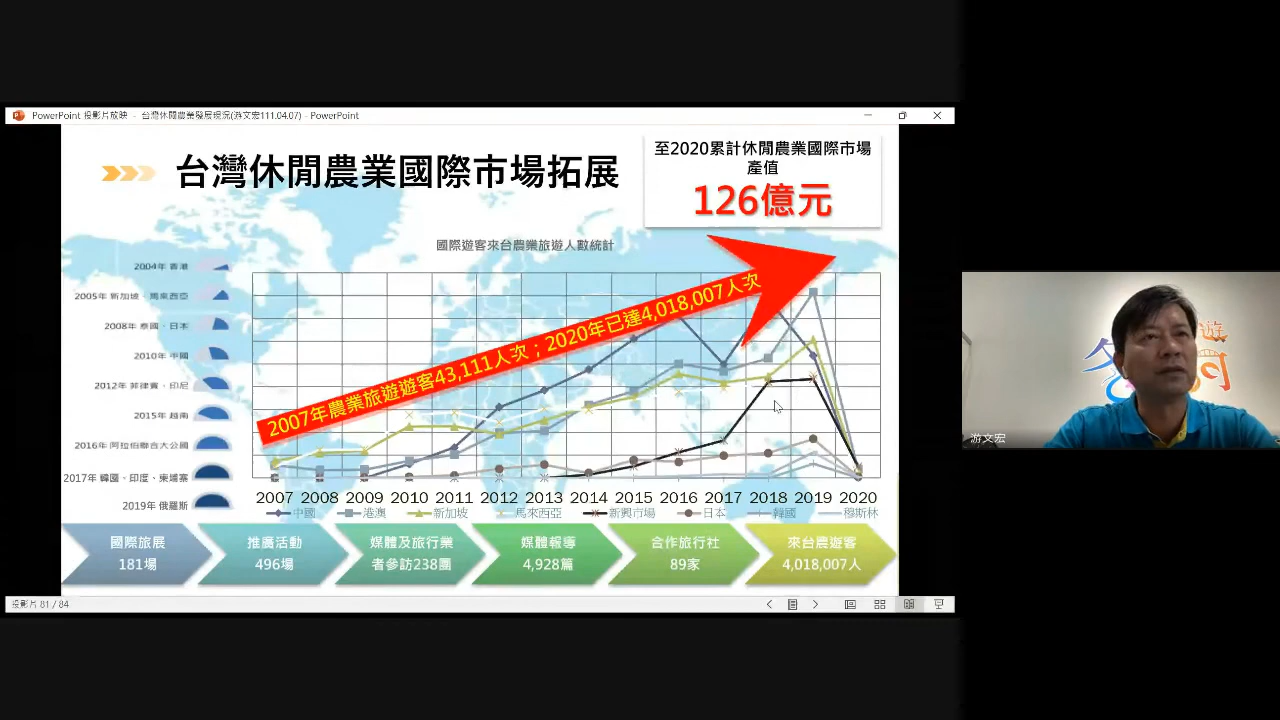 PowerPoint 投影片放映 - 台灣休閒農業發展現況(游文宏111.04.07) - PowerPoint
台灣休閒農業國際市場拓展
至2020累計休閒農業國際市場
產值
126億元
國際遊客來台農業旅遊人數統計
2007年農業旅遊遊客43,111人次；2020年已達4,018,007人次
2004年 香港
2005年 新加坡、馬來西亞
2008年 泰國、日本
2010年 中國
2012年 菲律賓、印尼
2015年 越南
2016年 阿拉伯聯合大公國
2017年 韓國、印度、柬埔寨
2019年 俄羅斯
2007 2008 2009 2010 2011 2012 2013 2014 2015 2016 2017 2018 2019 2020
中國 港澳 新加坡 馬來西亞 新興市場 日本 韓國 穆斯林
國際旅展
181場
推廣活動
496場
媒體及旅行業
者參訪238團
媒體報導
4,928篇
合作旅行社
89家
來台農遊客
4,018,007人
投影片 81 / 84
遊
游文宏